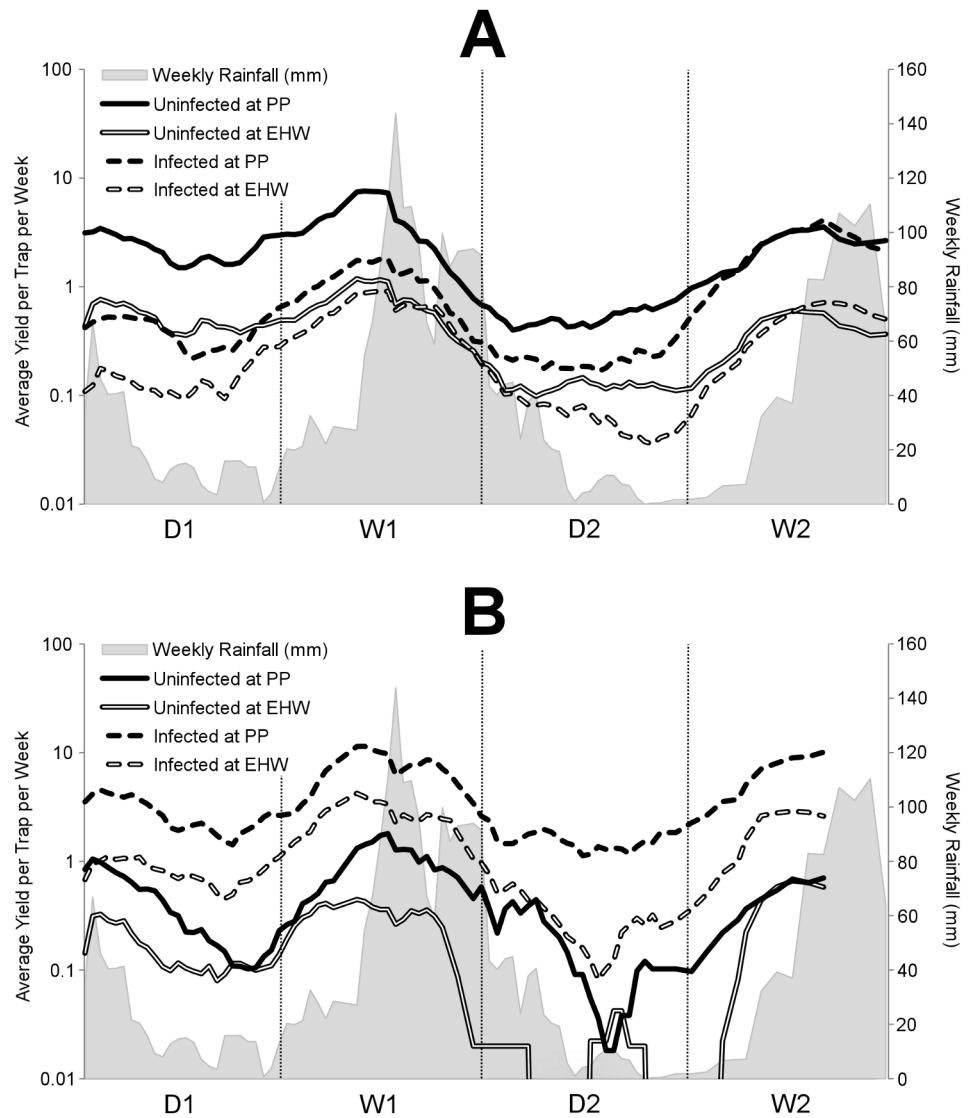 A
100
10
1
0.1
0.01
Average Yield per Trap per Week
Weekly Rainfall (mm)
Uninfected at PP
Uninfected at EHW
Infected at PP
Infected at EHW
160
140
120
100
80
60
40
20
0
Weekly Rainfall (mm)
D1 W1 D2 W2
B
100
10
1
0.1
0.01
Average Yield per Trap per Week
Weekly Rainfall (mm)
Uninfected at PP
Uninfected at EHW
Infected at PP
Infected at EHW
160
140
120
100
80
60
40
20
0
Weekly Rainfall (mm)
D1 W1 D2 W2